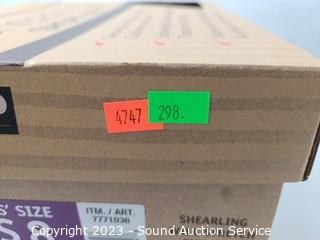 4747 298.
S' SIZE
ITM. / ART.
7771036
S 8
SHEARLING
Copyright © 2023 - Sound Auction Service